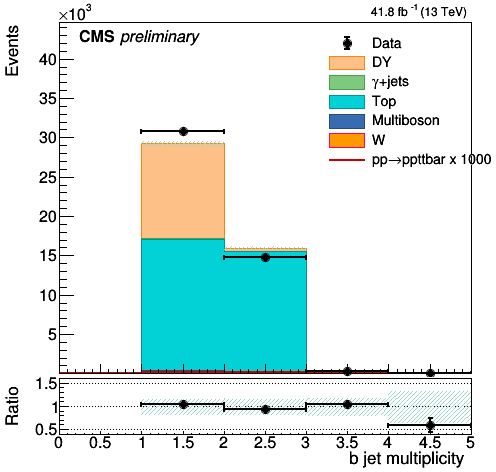 ×10³
41.8 fb⁻¹ (13 TeV)
CMS preliminary
Events
40
35
30
25
20
15
10
5
Data
DY
γ+jets
Top
Multiboson
W
pp→ppttbar x 1000
Ratio
1.5
1
0.5
0 0.5 1 1.5 2 2.5 3 3.5 4 4.5 5
b jet multiplicity